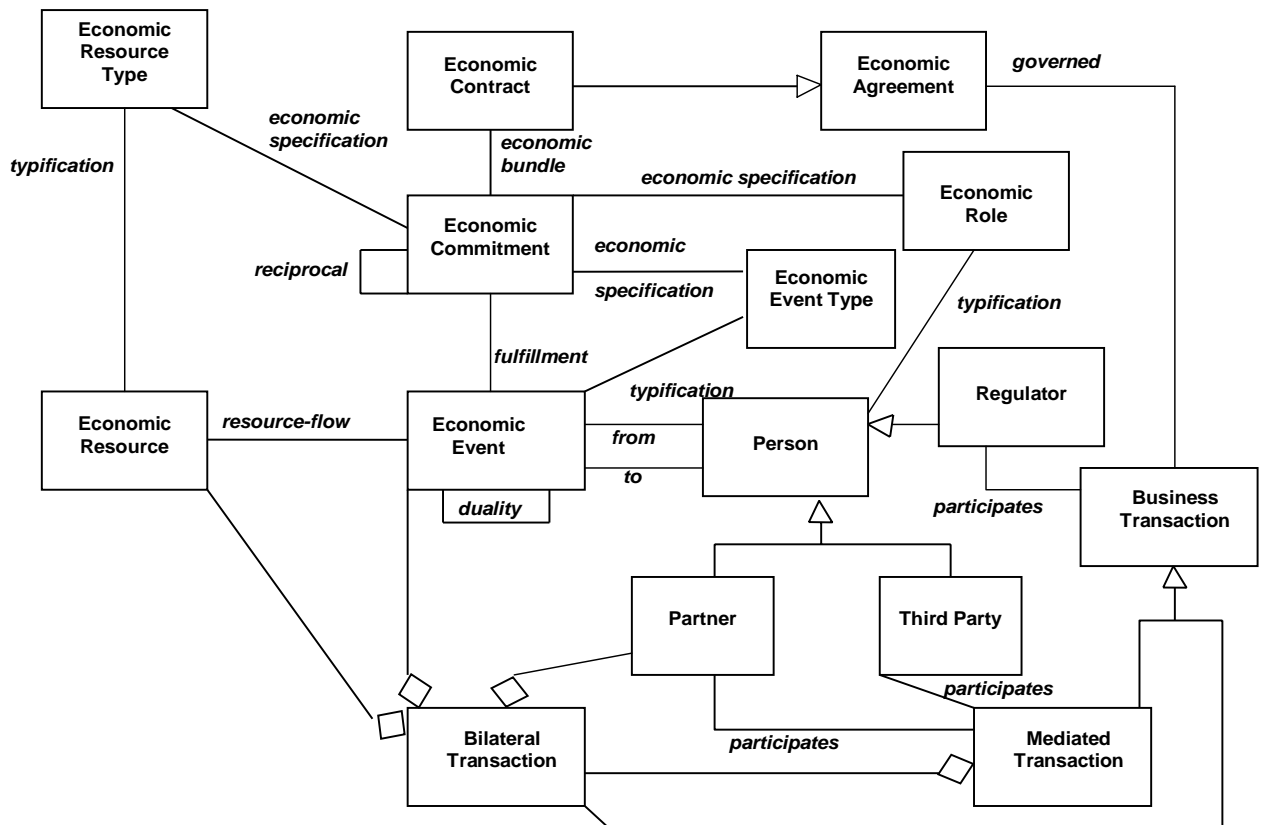 Economic
Resource
Type
Economic
Contract
Economic
Agreement
governed
economic
specification
typification
economic
bundle
economic specification
Economic
Role
Economic
Commitment
reciprocal
economic
specification
Economic
Event Type
typification
fulfillment
typification
Regulator
Economic
Resource
resource-flow
Economic
Event
from
to
Person
duality
participates
Business
Transaction
Partner
Third Party
participates
participates
Bilateral
Transaction
Mediated
Transaction